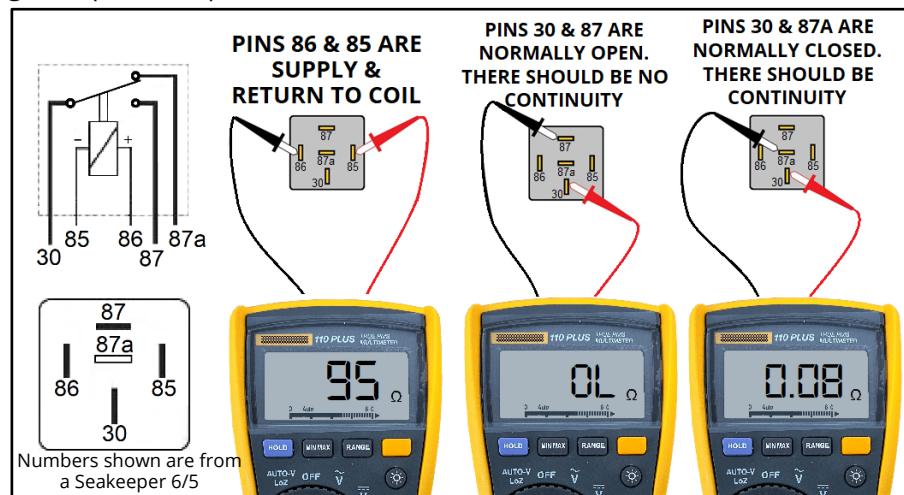 PINS 86 & 85 ARE
SUPPLY &
RETURN TO COIL
PINS 30 & 87 ARE
NORMALLY OPEN.
THERE SHOULD BE NO
CONTINUITY
PINS 30 & 87A ARE
NORMALLY CLOSED.
THERE SHOULD BE
CONTINUITY
- +
30 85 86 87 87a
87
87a
86 85
30
Numbers shown are from
a Seakeeper 6/5
87
86 87a 85
30
87
86 87a 85
30
87
86 87a 85
30
110 PLUS
95 Ω
HOLD MIN MAX RANGE
AUTO-V
LoZ OFF Ṽ V
110 PLUS
OL Ω
HOLD MIN MAX RANGE
AUTO-V
LoZ OFF Ṽ V
110 PLUS
0.08 Ω
HOLD MIN MAX RANGE
AUTO-V
LoZ OFF Ṽ V